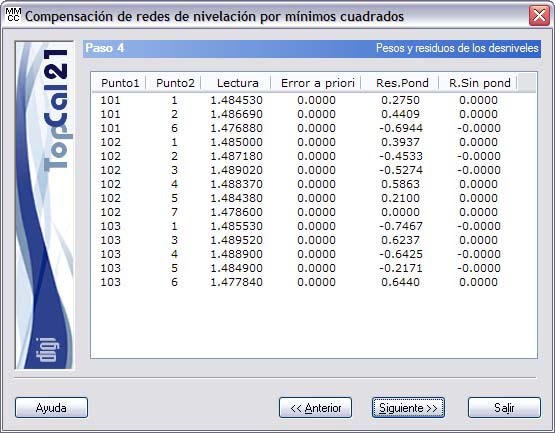 MM CC Compensación de redes de nivelación por mínimos cuadrados
TopCal 21
digi
Paso 4 Pesos y residuos de los desniveles
Punto1 Punto2 Lectura Error a priori Res.Pond R.Sin pond
101 1 1.484530 0.0000 0.2750 0.0000
101 2 1.486690 0.0000 0.4409 0.0000
101 6 1.476880 0.0000 -0.6944 -0.0000
102 1 1.485000 0.0000 0.3937 0.0000
102 2 1.487180 0.0000 -0.4533 -0.0000
102 3 1.489020 0.0000 -0.5274 -0.0000
102 4 1.488370 0.0000 0.5863 0.0000
102 5 1.484380 0.0000 0.2100 0.0000
102 7 1.478600 0.0000 0.0000 0.0000
103 1 1.485530 0.0000 -0.7467 -0.0000
103 3 1.489520 0.0000 0.6237 0.0000
103 4 1.488900 0.0000 -0.6425 -0.0000
103 5 1.484900 0.0000 -0.2171 -0.0000
103 6 1.477840 0.0000 0.6440 0.0000
Ayuda << Anterior Siguiente >> Salir